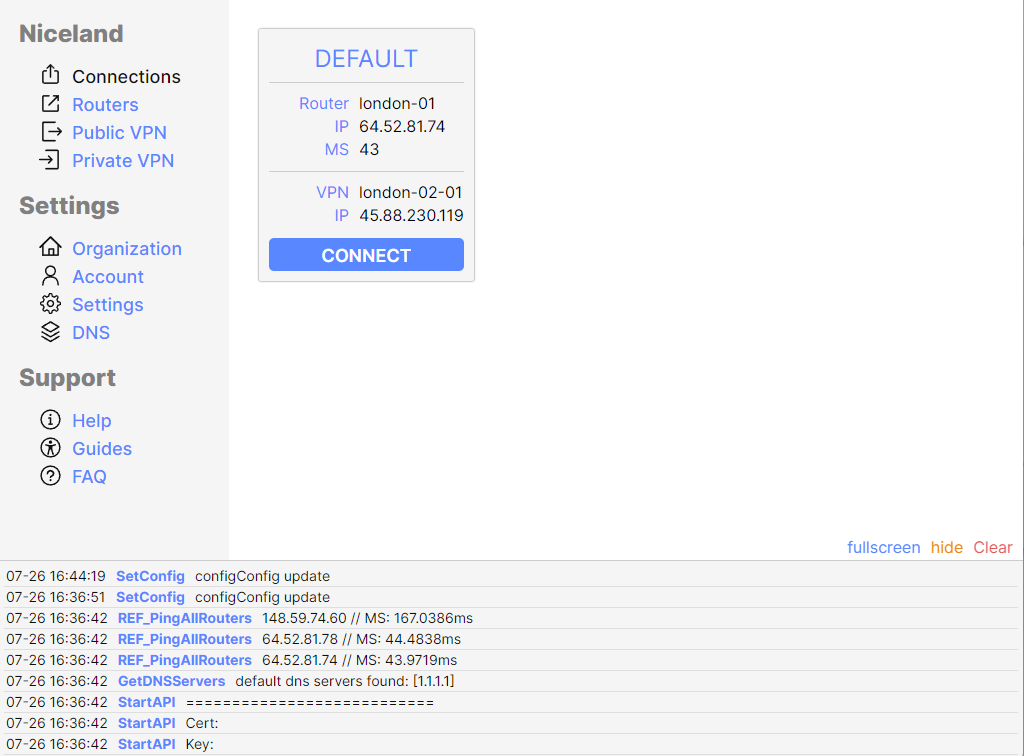 Niceland
Connections
Routers
Public VPN
Private VPN
Settings
Organization
Account
Settings
DNS
Support
Help
Guides
FAQ
DEFAULT
Router london-01
IP 64.52.81.74
MS 43
VPN london-02-01
IP 45.88.230.119
CONNECT
fullscreen hide Clear
07-26 16:44:19 SetConfig configConfig update
07-26 16:36:51 SetConfig configConfig update
07-26 16:36:42 REF_PingAllRouters 148.59.74.60 // MS: 167.0386ms
07-26 16:36:42 REF_PingAllRouters 64.52.81.78 // MS: 44.4838ms
07-26 16:36:42 REF_PingAllRouters 64.52.81.74 // MS: 43.9719ms
07-26 16:36:42 GetDNSServers default dns servers found: [1.1.1.1]
07-26 16:36:42 StartAPI ===========================
07-26 16:36:42 StartAPI Cert:
07-26 16:36:42 StartAPI Key: